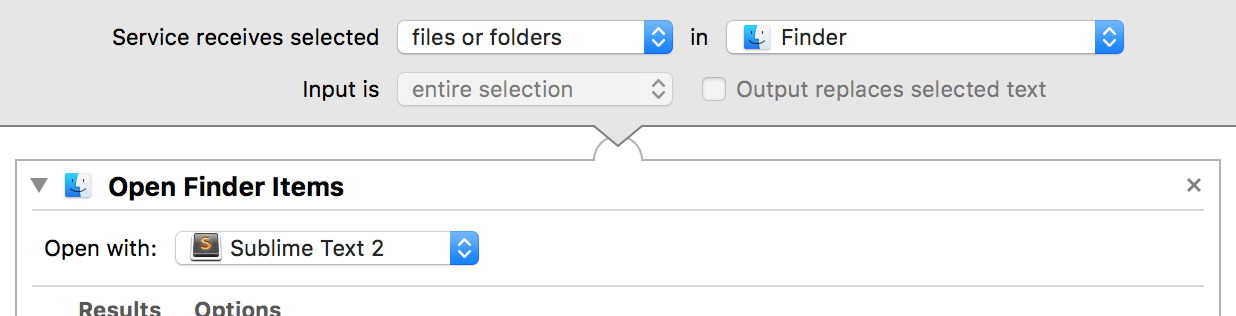 Service receives selected files or folders in Finder
Input is entire selection Output replaces selected text
Open Finder Items
Open with: Sublime Text 2
Results Options